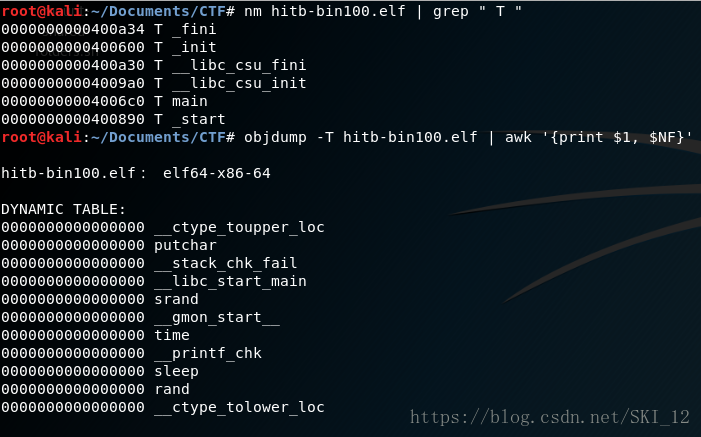 root@kali:~/Documents/CTF# nm hitb-bin100.elf | grep " T "
0000000000400a34 T _fini
0000000000400600 T _init
0000000000400a30 T __libc_csu_fini
00000000004009a0 T __libc_csu_init
00000000004006c0 T main
0000000000400890 T _start
root@kali:~/Documents/CTF# objdump -T hitb-bin100.elf | awk '{print $1, $NF}'
hitb-bin100.elf： elf64-x86-64
DYNAMIC TABLE:
0000000000000000 __ctype_toupper_loc
0000000000000000 putchar
0000000000000000 __stack_chk_fail
0000000000000000 __libc_start_main
0000000000000000 srand
0000000000000000 __gmon_start__
0000000000000000 time
0000000000000000 __printf_chk
0000000000000000 sleep
0000000000000000 rand
0000000000000000 __ctype_tolower_loc
https://blog.csdn.net/SKI_12